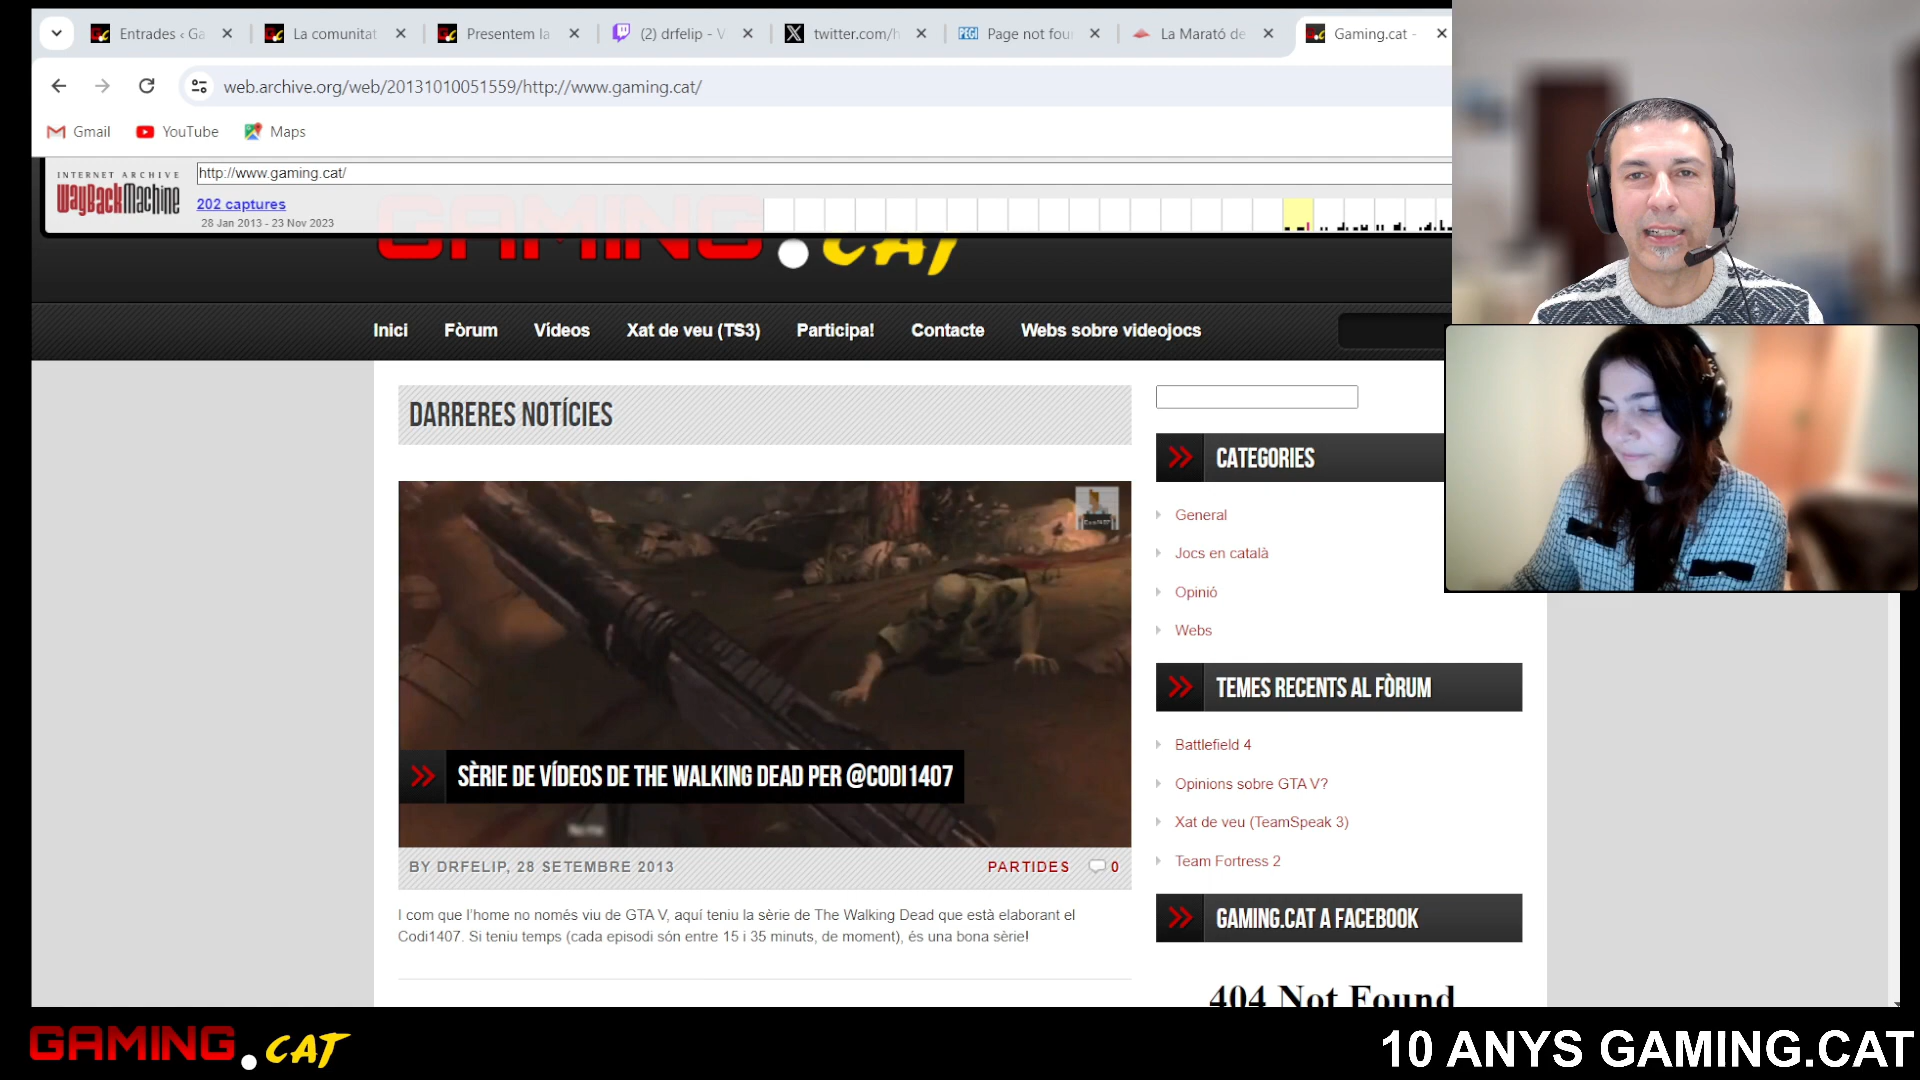 Entrades ‹ Ga
La comunitat
Presentem la
(2) drfelip - V
twitter.com/h
Page not fou
La Marató de
Gaming.cat -
web.archive.org/web/20131010051559/http://www.gaming.cat/
Gmail
YouTube
Maps
INTERNET ARCHIVE
WayBackMachine
http://www.gaming.cat/
202 captures
28 Jan 2013 - 23 Nov 2023
GAMING.CAT
Inici
Fòrum
Vídeos
Xat de veu (TS3)
Participa!
Contacte
Webs sobre videojocs
DARRERES NOTÍCIES
SÈRIE DE VÍDEOS DE THE WALKING DEAD PER @CODI1407
BY DRFELIP, 28 SETEMBRE 2013
PARTIDES
0
I com que l'home no només viu de GTA V, aquí teniu la sèrie de The Walking Dead que està elaborant el
Codi1407. Si teniu temps (cada episodi són entre 15 i 35 minuts, de moment), és una bona sèrie!
CATEGORIES
General
Jocs en català
Opinió
Webs
TEMES RECENTS AL FÒRUM
Battlefield 4
Opinions sobre GTA V?
Xat de veu (TeamSpeak 3)
Team Fortress 2
GAMING.CAT A FACEBOOK
404 Not Found
GAMING.CAT
10 ANYS GAMING.CAT